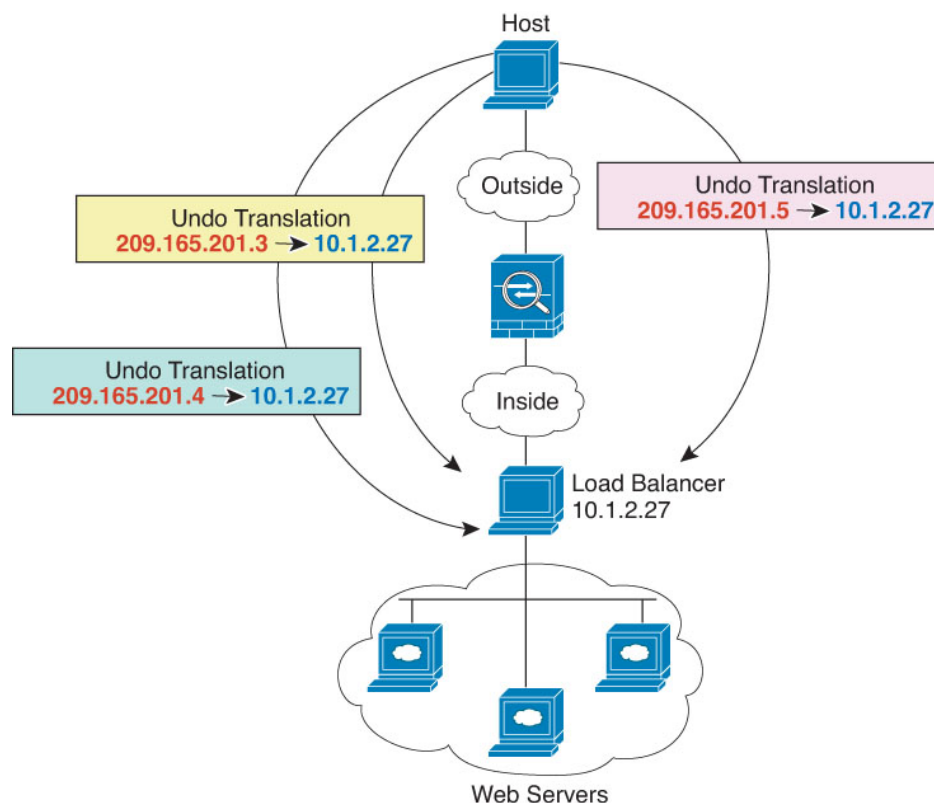 Host
Outside
Undo Translation
209.165.201.5 → 10.1.2.27
Undo Translation
209.165.201.3 → 10.1.2.27
Undo Translation
209.165.201.4 → 10.1.2.27
Inside
Load Balancer
10.1.2.27
Web Servers